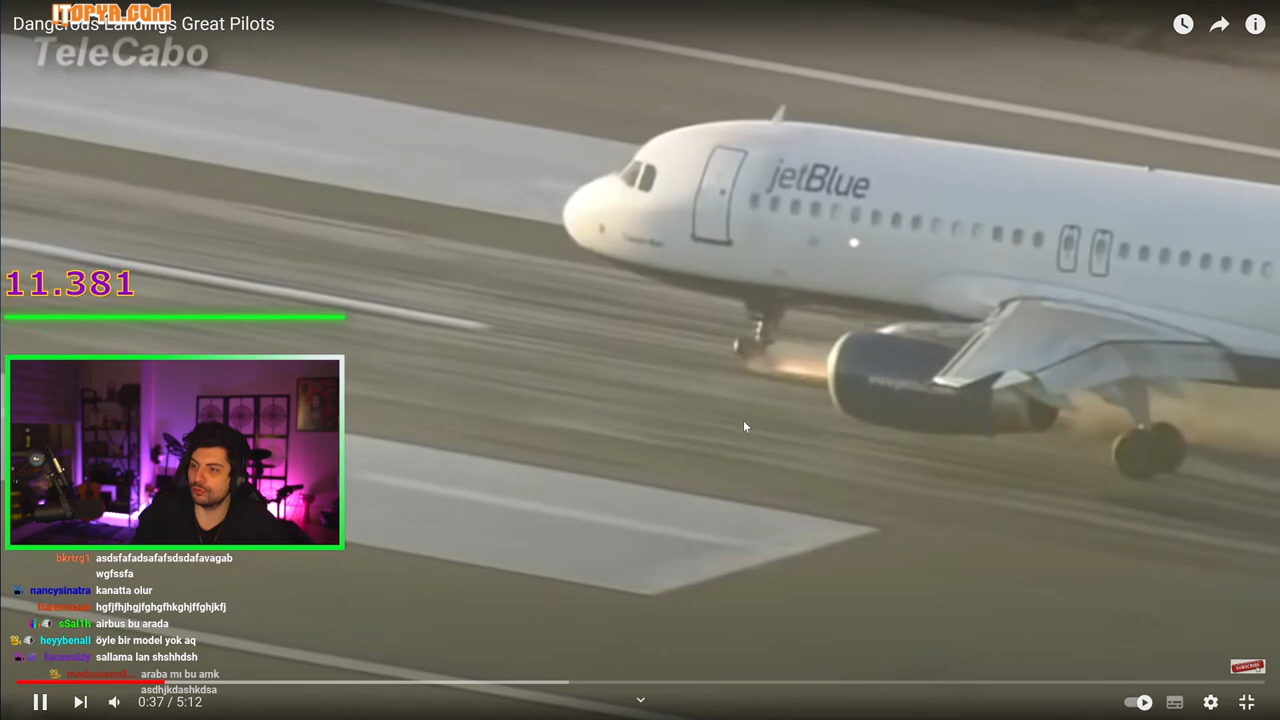 ITOPYA.COM
Dangerous Landings Great Pilots
TeleCabo
jetBlue
11.381
bkrtrg1 asdsfafadsafafsdsdafavagab
wgfssfa
nancysinatra kanatta olur
hgfjfhjhgjfghgfhkghjffghjkfj
sSal1h airbus bu arada
heyybenali öyle bir model yok aq
sallama lan shshhdsh
araba mı bu amk
asdhjkdashkdsa
SUBSCRIBE
0:37 / 5:12